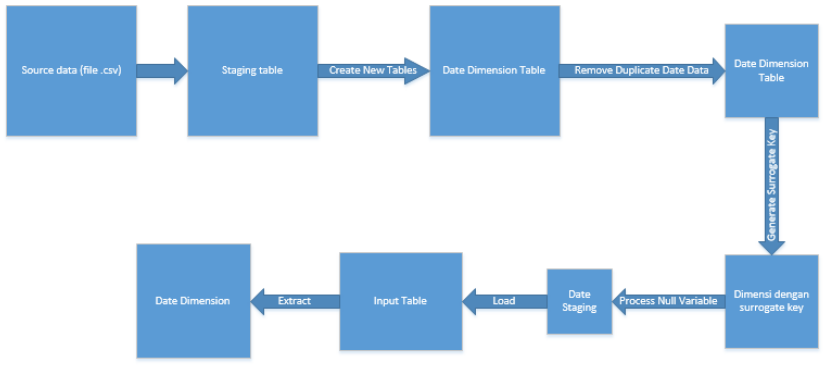 Source data (file .csv)
Staging table
Create New Tables
Date Dimension Table
Remove Duplicate Date Data
Date Dimension
Table
Generate Surrogate Key
Dimensi dengan
surrogate key
Process Null Variable
Date
Staging
Load
Input Table
Extract
Date Dimension